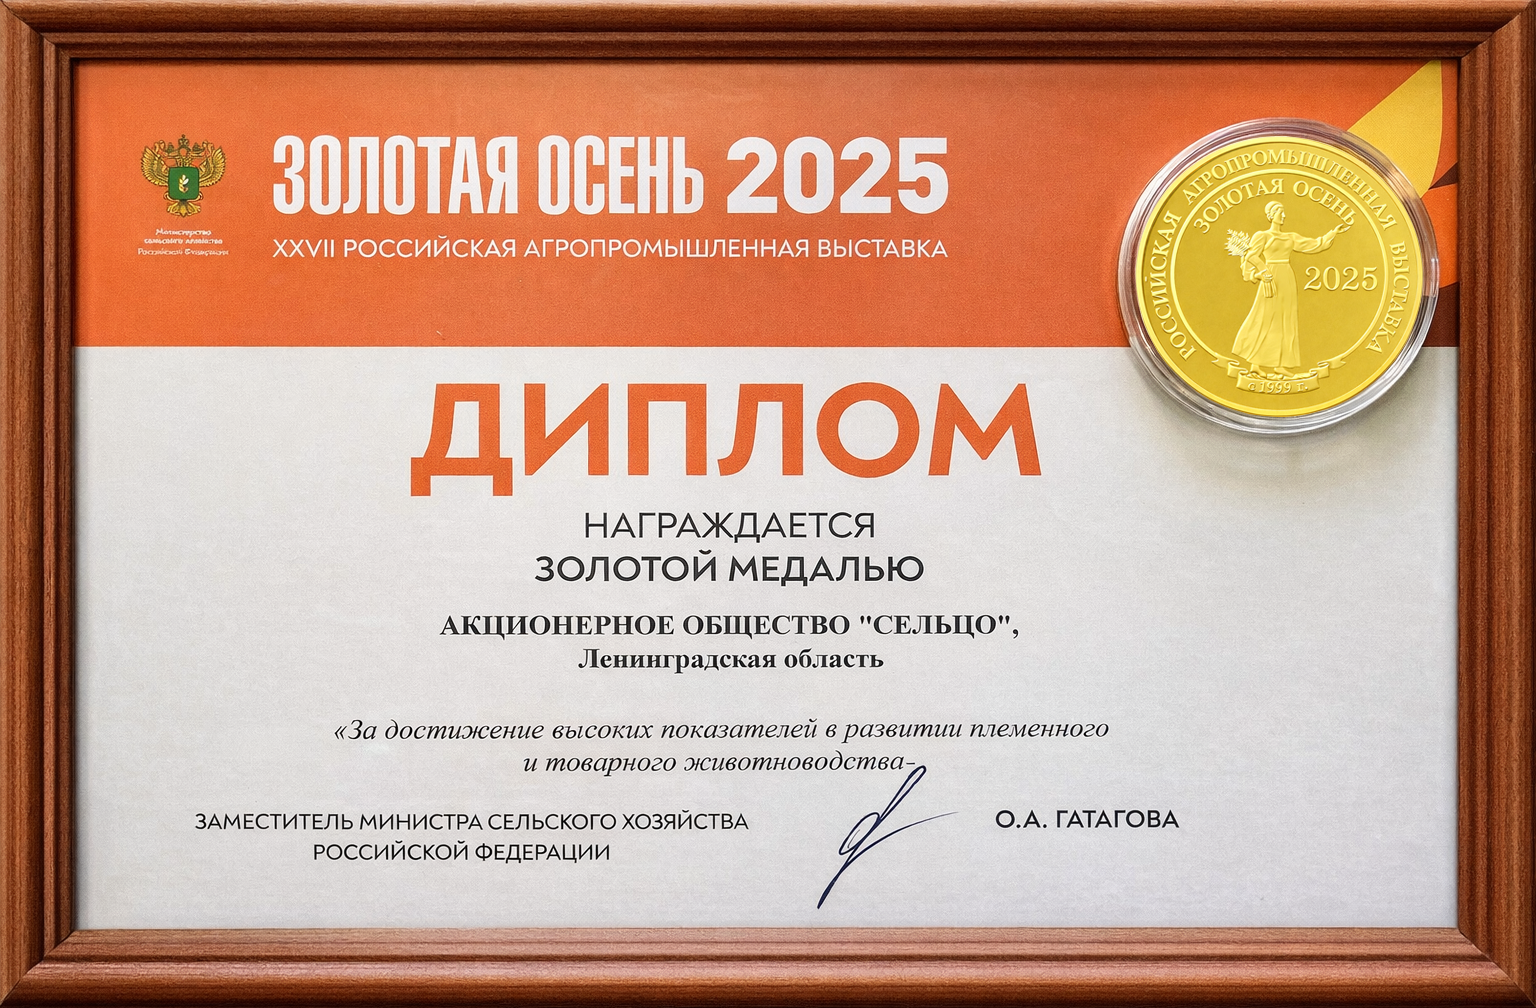 ЗОЛОТАЯ ОСЕНЬ 2025
XXVII РОССИЙСКАЯ АГРОПРОМЫШЛЕННАЯ ВЫСТАВКА
Министерство
сельского хозяйства
Российской Федерации
РОССИЙСКАЯ АГРОПРОМЫШЛЕННАЯ ВЫСТАВКА
ЗОЛОТАЯ ОСЕНЬ
2025
с 1999 г.
ДИПЛОМ
НАГРАЖДАЕТСЯ
ЗОЛОТОЙ МЕДАЛЬЮ
АКЦИОНЕРНОЕ ОБЩЕСТВО "СЕЛЬЦО",
Ленинградская область
«За достижение высоких показателей в развитии племенного
и товарного животноводства-
ЗАМЕСТИТЕЛЬ МИНИСТРА СЕЛЬСКОГО ХОЗЯЙСТВА
РОССИЙСКОЙ ФЕДЕРАЦИИ
О.А. ГАТАГОВА